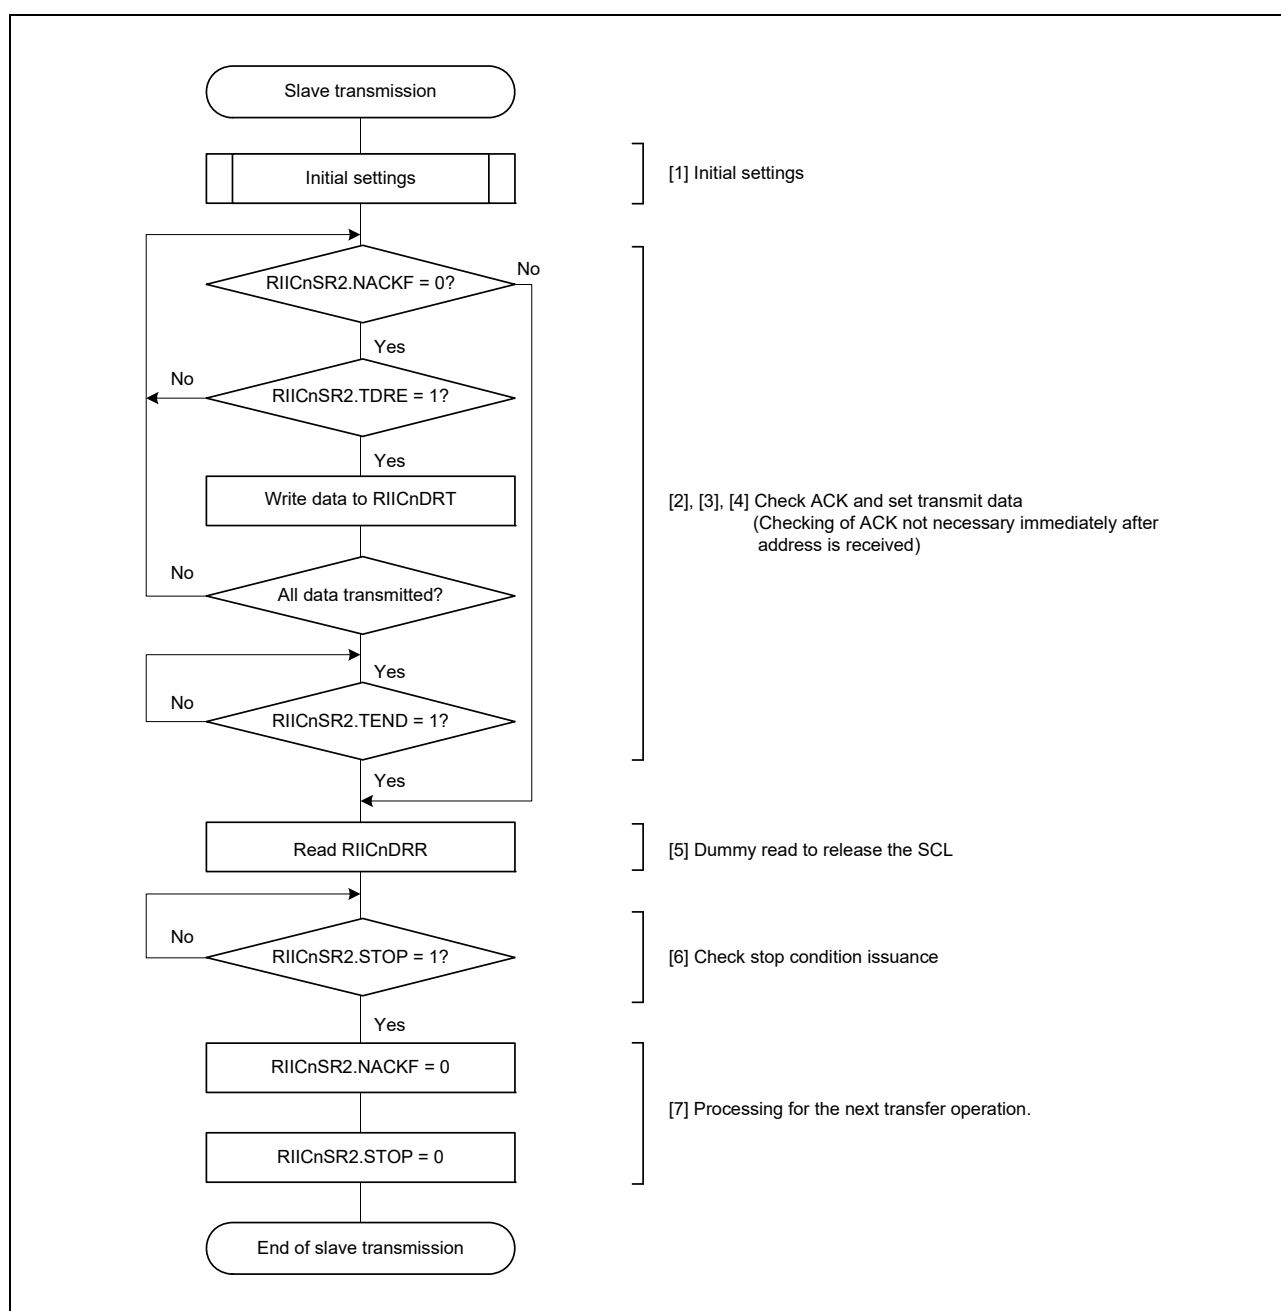 Slave transmission
Initial settings
[1] Initial settings
RIICnSR2.NACKF = 0?
No
Yes
No
RIICnSR2.TDRE = 1?
Yes
Write data to RIICnDRT
[2], [3], [4] Check ACK and set transmit data
(Checking of ACK not necessary immediately after
address is received)
No
All data transmitted?
Yes
No
RIICnSR2.TEND = 1?
Yes
Read RIICnDRR
[5] Dummy read to release the SCL
No
RIICnSR2.STOP = 1?
[6] Check stop condition issuance
Yes
RIICnSR2.NACKF = 0
[7] Processing for the next transfer operation.
RIICnSR2.STOP = 0
End of slave transmission